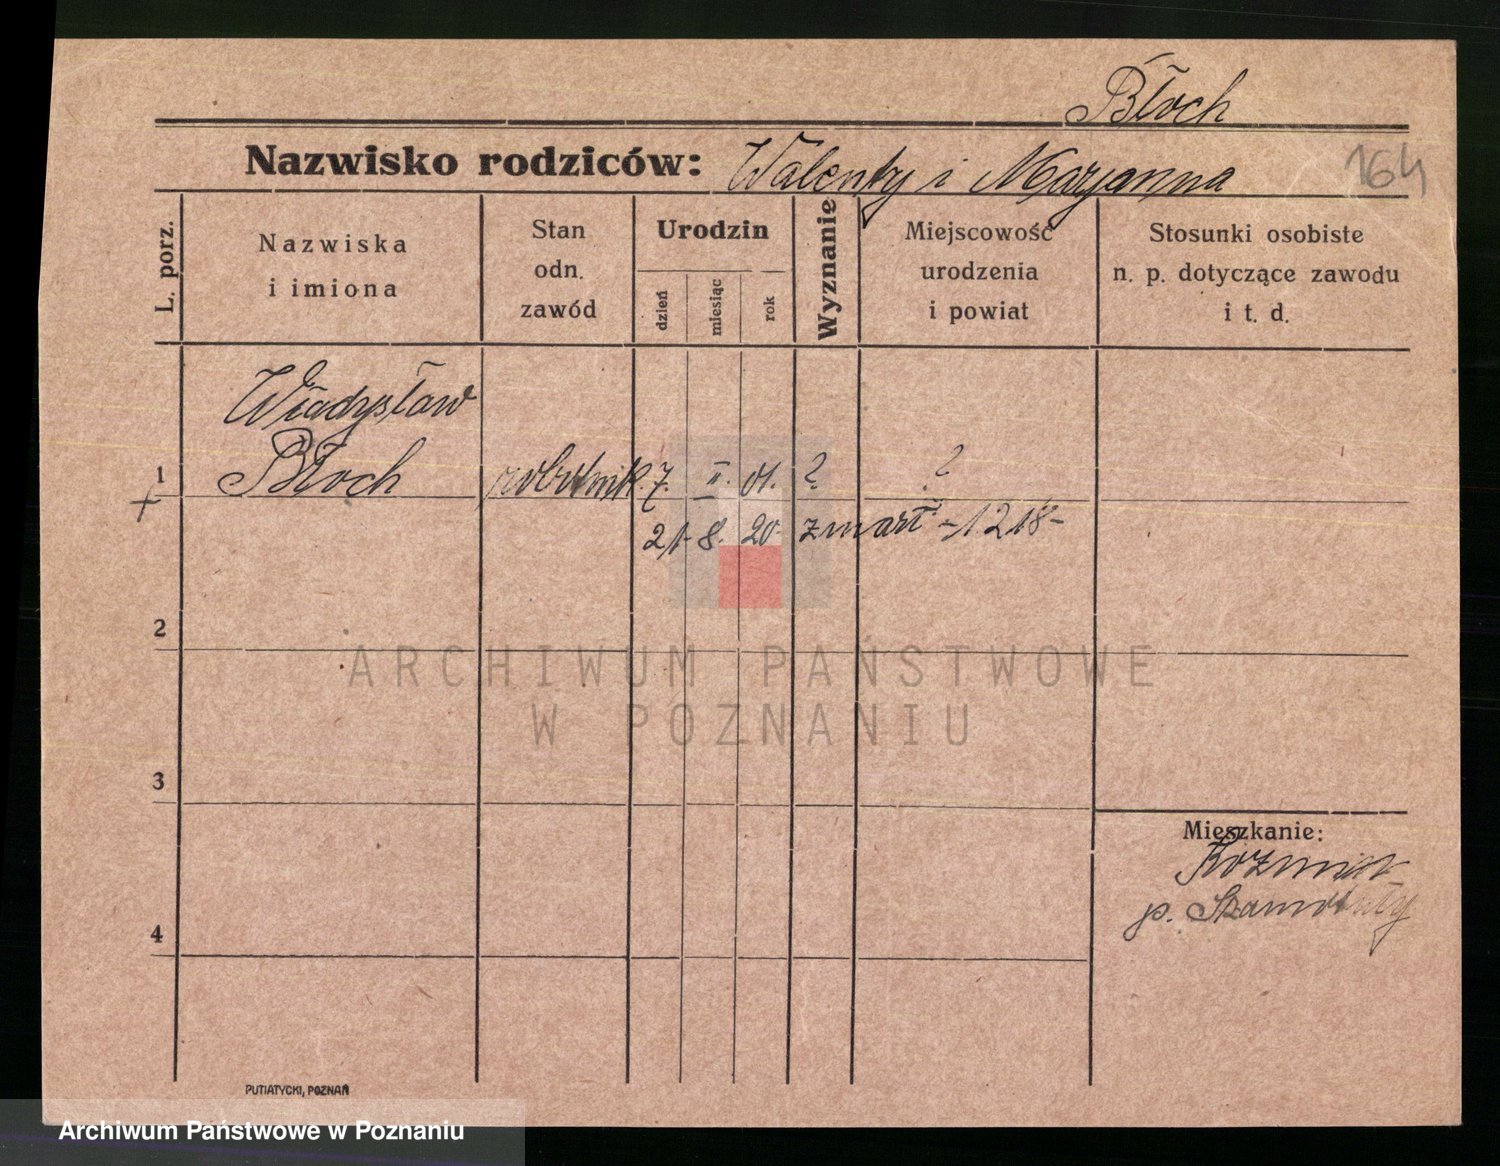 Błoch
Nazwisko rodziców: Walenty i Maryanna
164
L. porz.
Nazwiska
i imiona
Stan
odn.
zawód
Urodzin
dzień
miesiąc
rok
Wyznanie
Miejscowość
urodzenia
i powiat
Stosunki osobiste
n. p. dotyczące zawodu
i t. d.
Władysław
1 Błoch robotnik. 7. II. 01. ? ?
+
21. 8. 20. zmarł -1218-
2
ARCHIWUM PAŃSTWOWE
W POZNANIU
3
Mieszkanie:
p. Szamotuły
4
PUTIATYCKI, POZNAŃ
Archiwum Państwowe w Poznaniu